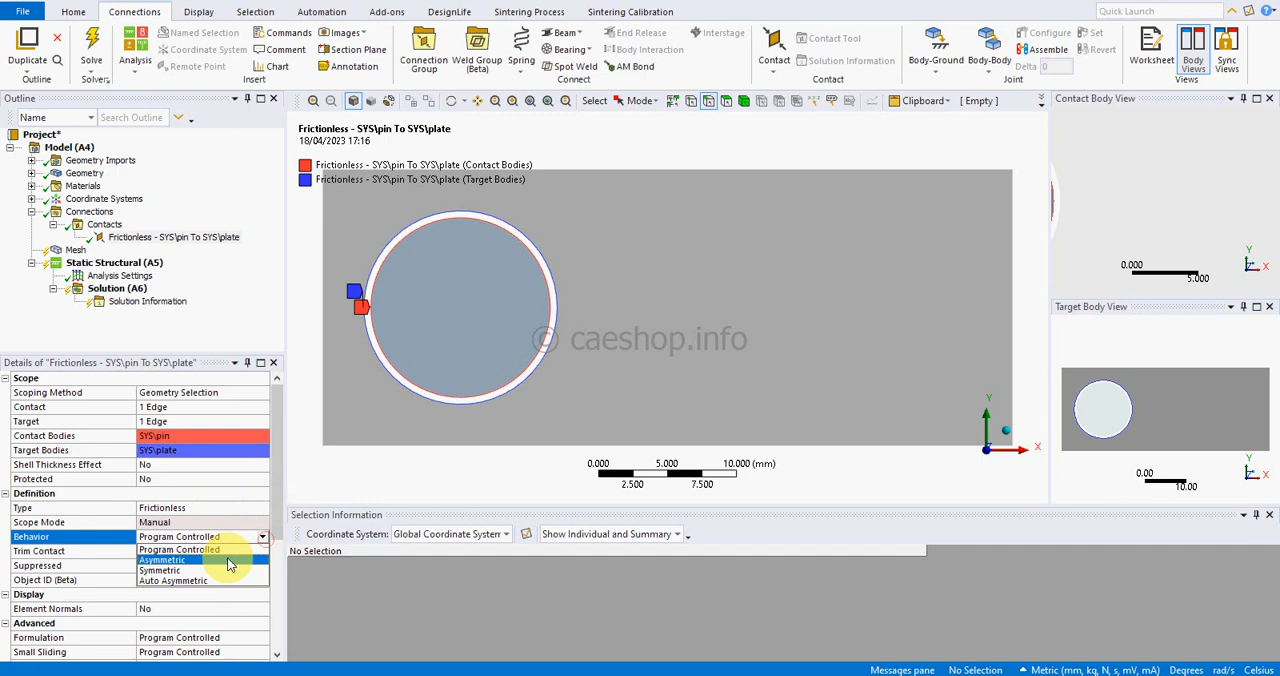 File Home Connections Display Selection Automation Add-ons DesignLife Sintering Process Sintering Calibration Quick Launch
Duplicate Outline
Solve Solver
Analysis
Named Selection Commands Images
Coordinate System Comment Section Plane
Remote Point Chart Annotation
Insert
Connection Group Weld Group (Beta) Spring
Beam End Release Interstage
Bearing Body Interaction
Spot Weld AM Bond
Connect
Contact Contact Tool
Solution Information
Contact
Body-Ground Body-Body
Configure Set
Assemble Revert
Delta 0
Joint
Worksheet Body Views Sync Views
Views
Outline
Name Search Outline
Project*
Model (A4)
Geometry Imports
Geometry
Materials
Coordinate Systems
Connections
Contacts
Frictionless - SYS\pin To SYS\plate
Mesh
Static Structural (A5)
Analysis Settings
Solution (A6)
Solution Information
Select Mode Clipboard [ Empty ]
Frictionless - SYS\pin To SYS\plate
18/04/2023 17:16
Frictionless - SYS\pin To SYS\plate (Contact Bodies)
Frictionless - SYS\pin To SYS\plate (Target Bodies)
© caeshop.info
Y
X
0.000 5.000 10.000 (mm)
2.500 7.500
Contact Body View
0.000
5.000
Y
X
Target Body View
0.00
10.00
Y
X
Details of "Frictionless - SYS\pin To SYS\plate"
Scope
Scoping Method Geometry Selection
Contact 1 Edge
Target 1 Edge
Contact Bodies SYS\pin
Target Bodies SYS\plate
Shell Thickness Effect No
Protected No
Definition
Type Frictionless
Scope Mode Manual
Behavior Program Controlled
Trim Contact Program Controlled
Asymmetric
Suppressed Symmetric
Object ID (Beta) Auto Asymmetric
Display
Element Normals No
Advanced
Formulation Program Controlled
Small Sliding Program Controlled
Selection Information
Coordinate System: Global Coordinate System Show Individual and Summary
No Selection
Messages pane No Selection Metric (mm, kg, N, s, mV, mA) Degrees rad/s Celsius